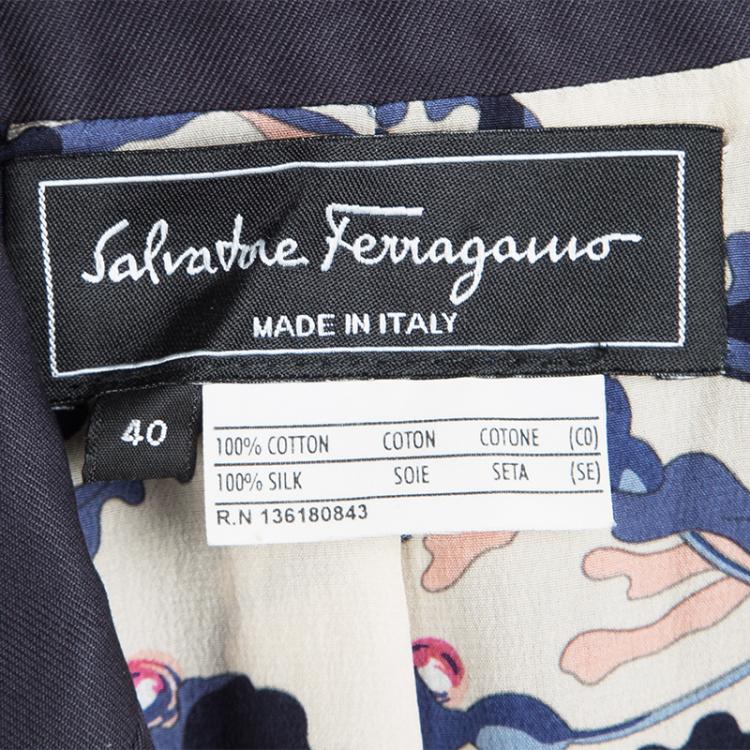 Salvatore Ferragamo
MADE IN ITALY
40
100% COTTON COTON COTONE (CO)
100% SILK SOIE SETA (SE)
R.N 136180843